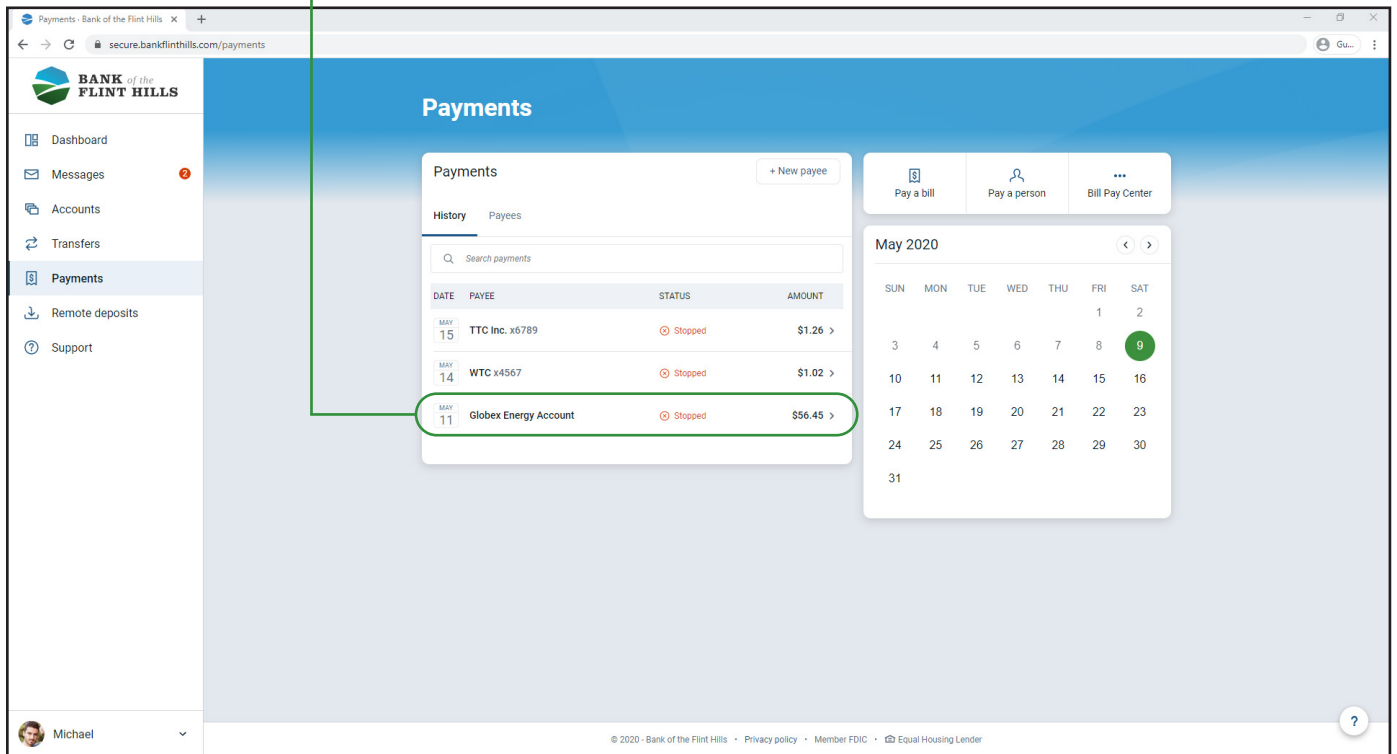 Payments · Bank of the Flint Hills
secure.bankflinthills.com/payments
Gu...
BANK of the
FLINT HILLS
Dashboard
Messages 2
Accounts
Transfers
Payments
Remote deposits
Support
Michael
Payments
Payments
+ New payee
History Payees
Search payments
DATE PAYEE STATUS AMOUNT
MAY
15 TTC Inc. x6789 Stopped $1.26 >
MAY
14 WTC x4567 Stopped $1.02 >
MAY
11 Globex Energy Account Stopped $56.45 >
Pay a bill Pay a person Bill Pay Center
May 2020
SUN MON TUE WED THU FRI SAT
1 2
3 4 5 6 7 8 9
10 11 12 13 14 15 16
17 18 19 20 21 22 23
24 25 26 27 28 29 30
31
?
© 2020 - Bank of the Flint Hills · Privacy policy · Member FDIC · Equal Housing Lender